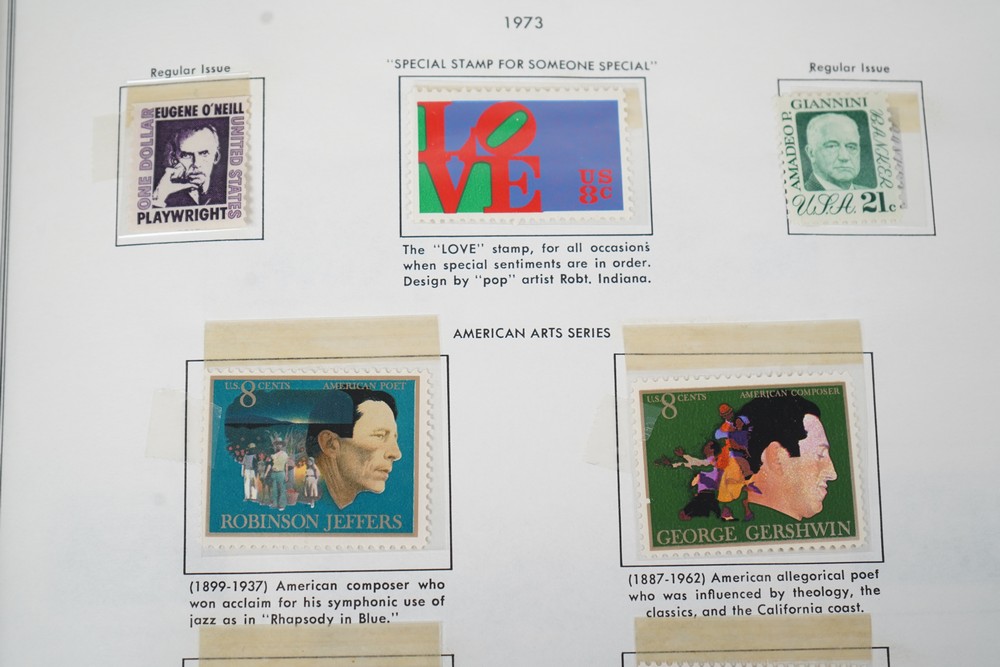 1973
Regular Issue
"SPECIAL STAMP FOR SOMEONE SPECIAL"
Regular Issue
EUGENE O'NEILL
ONE DOLLAR
UNITED STATES
PLAYWRIGHT
LO
VE
US
8c
AMADEO P. GIANNINI
BANKER
U.S.A. 21c
The "LOVE" stamp, for all occasions
when special sentiments are in order.
Design by "pop" artist Robt. Indiana.
AMERICAN ARTS SERIES
U.S. 8 CENTS AMERICAN POET
ROBINSON JEFFERS
U.S. 8 CENTS AMERICAN COMPOSER
GEORGE GERSHWIN
(1899-1937) American composer who
won acclaim for his symphonic use of
jazz as in "Rhapsody in Blue."
(1887-1962) American allegorical poet
who was influenced by theology, the
classics, and the California coast.